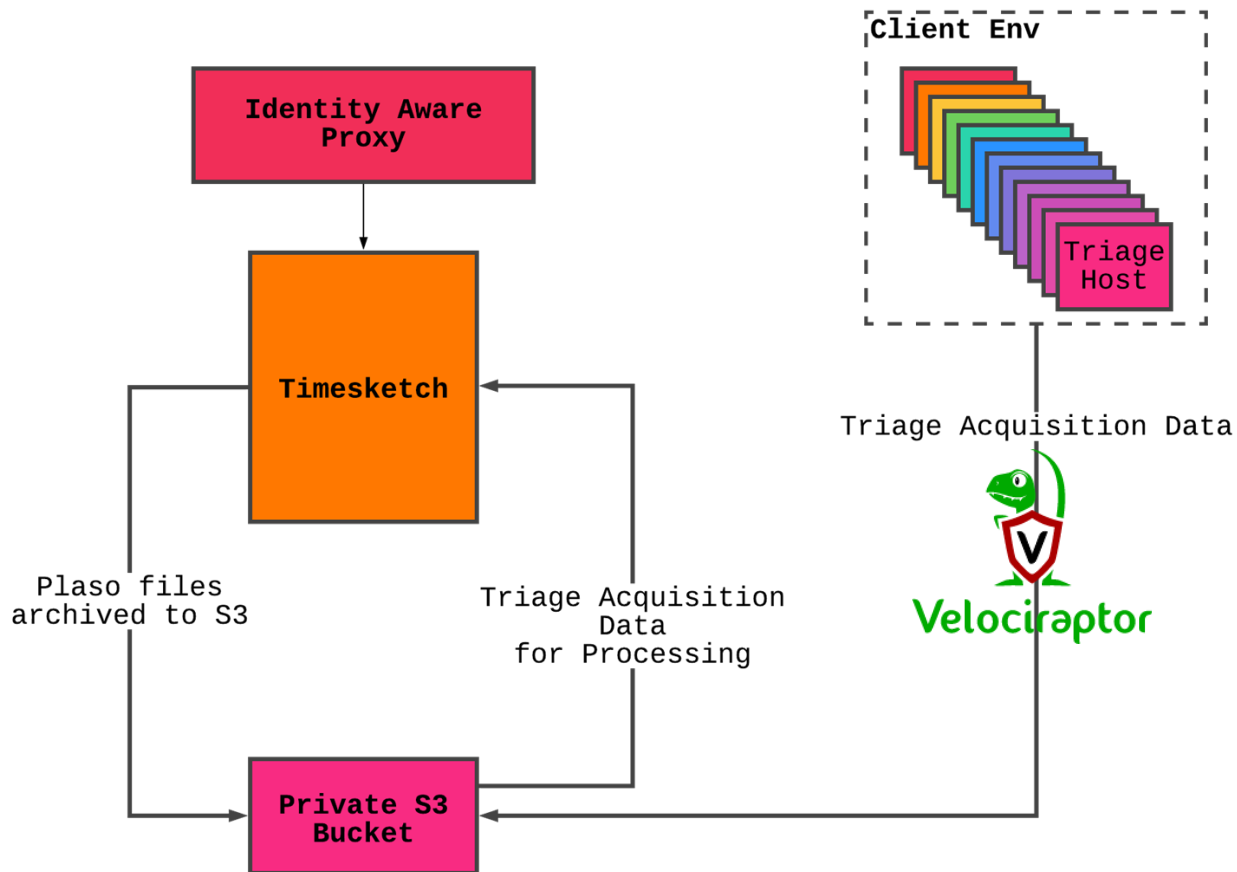 Client Env
Identity Aware
Proxy
Triage
Host
Timesketch
Triage Acquisition Data
V
Velociraptor
Plaso files
archived to S3
Triage Acquisition
Data
for Processing
Private S3
Bucket